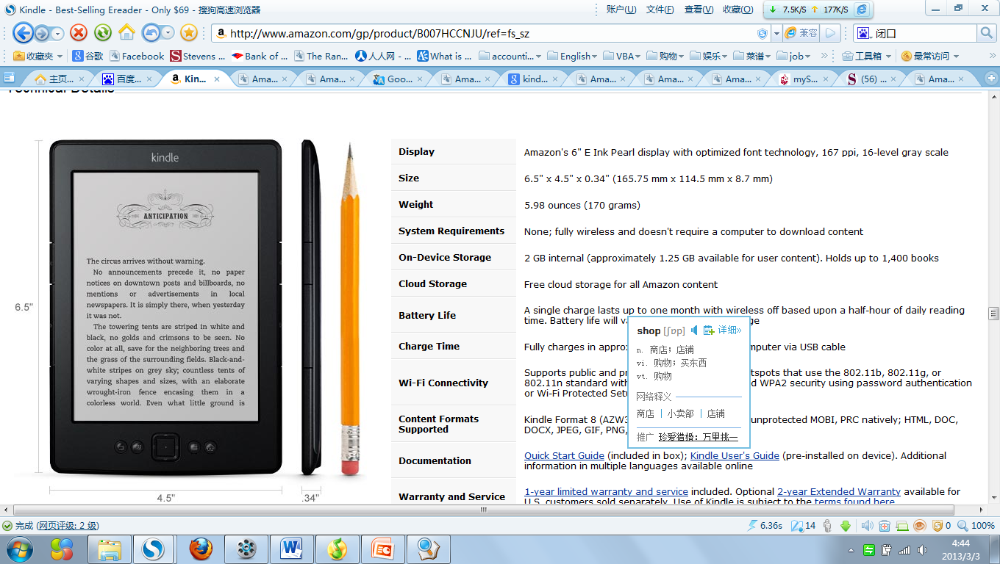 Kindle - Best-Selling Ereader - Only $69 - 搜狗高速浏览器
账户(U) 文件(F) 查看(V) 收藏(O)
7.5K/S 177K/S
http://www.amazon.com/gp/product/B007HCCNJU/ref=fs_sz
兼容
闭口
收藏夹 谷歌 Facebook Stevens ... Bank of ... The Ran... 人人网 - ... What is ... accounti... English VBA 购物 娱乐 菜谱 job » 工具箱 最常访问 »
主页... 百度... Kin... Ama... Ama... Goo... Ama... kind... Ama... Ama... Ama... myS... (56) ... Ama...
Technical Details
kindle
ANTICIPATION
The circus arrives without warning.
No announcements precede it, no paper
notices on downtown posts and billboards, no
mentions or advertisements in local
newspapers. It is simply there, when yesterday
it was not.
The towering tents are striped in white and
black, no golds and crimsons to be seen. No
color at all, save for the neighboring trees and
the grass of the surrounding fields. Black-and-
white stripes on grey sky; countless tents of
varying shapes and sizes, with an elaborate
wrought-iron fence encasing them in a
colorless world. Even what little ground is
6.5"
4.5"
.34"
Display
Amazon's 6" E Ink Pearl display with optimized font technology, 167 ppi, 16-level gray scale
Size
6.5" x 4.5" x 0.34" (165.75 mm x 114.5 mm x 8.7 mm)
Weight
5.98 ounces (170 grams)
System Requirements
None; fully wireless and doesn't require a computer to download content
On-Device Storage
2 GB internal (approximately 1.25 GB available for user content). Holds up to 1,400 books
Cloud Storage
Free cloud storage for all Amazon content
Battery Life
A single charge lasts up to one month with wireless off based upon a half-hour of daily reading
time. Battery life will
Charge Time
Fully charges in
via USB cable
Wi-Fi Connectivity
Supports public and
that use the 802.11b, 802.11g, or
802.11n standard
WPA2 security using password authentication
or Wi-Fi Protected
Content Formats
Supported
Kindle Format 8
unprotected MOBI, PRC natively; HTML, DOC,
DOCX, JPEG, GIF, PNG,
Documentation
Quick Start Guide (included in box); Kindle User's Guide (pre-installed on device). Additional
information in multiple languages available online
Warranty and Service
1-year limited warranty and service included. Optional 2-year Extended Warranty available for
U.S. customers sold separately. Use of Kindle is subject to the terms found here
shop [ʃɒp] 详细»
n. 商店；店铺
vi. 购物；买东西
vt. 购物
网络释义
商店 | 小卖部 | 店铺
推广 珍爱猎婚：万里挑一
完成 (网页评级: 2 级)
6.36s 14 0 100%
4:44
2013/3/3